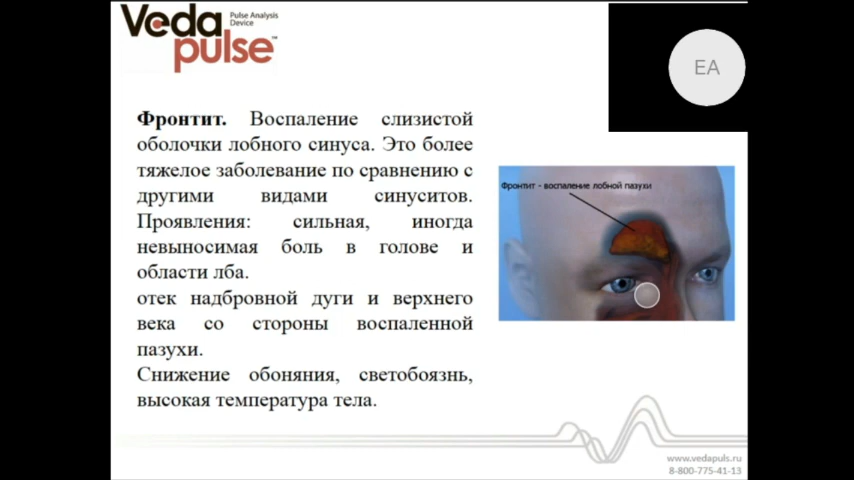 Veda
Pulse Analysis
Device
pulse™
EA
Фронтит. Воспаление слизистой
оболочки лобного синуса. Это более
тяжелое заболевание по сравнению с
другими видами синуситов.
Проявления: сильная, иногда
невыносимая боль в голове и
области лба.
отек надбровной дуги и верхнего
века со стороны воспаленной
пазухи.
Снижение обоняния, светобоязнь,
высокая температура тела.
Фронтит - воспаление лобной пазухи
www.vedapuls.ru
8-800-775-41-13